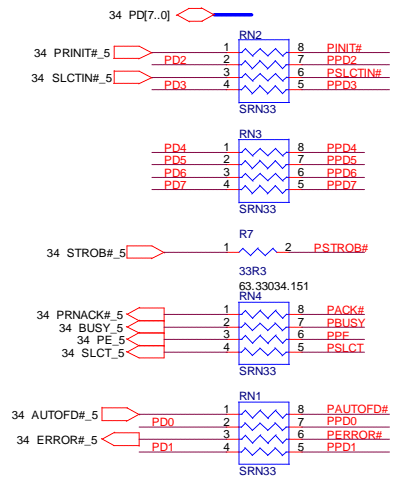 34 PD[7..0]
RN2
34 PRINIT#_5 1 8 PINIT#
PD2 2 7 PPD2
34 SLCTIN#_5 3 6 PSLCTIN#
PD3 4 5 PPD3
SRN33
RN3
PD4 1 8 PPD4
PD5 2 7 PPD5
PD6 3 6 PPD6
PD7 4 5 PPD7
SRN33
R7
34 STROB#_5 1 2 PSTROB#
33R3
63.33034.151
RN4
34 PRNACK#_5 1 8 PACK#
34 BUSY_5 2 7 PBUSY
34 PE_5 3 6 PPE
34 SLCT_5 4 5 PSLCT
SRN33
RN1
34 AUTOFD#_5 1 8 PAUTOFD#
PD0 2 7 PPD0
34 ERROR#_5 3 6 PERROR#
PD1 4 5 PPD1
SRN33